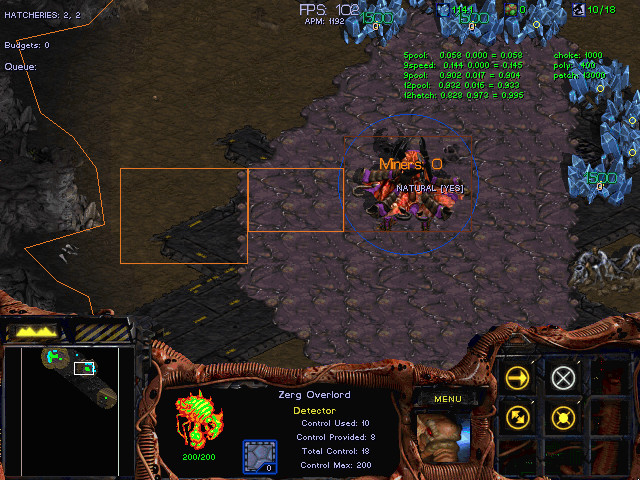 HATCHERIES: 2, 2
FPS: 102
APM: 1192
1141
0
10/18
1500
1500
Budgets: 0
Queue:
5pool: 0.058 0.000 = 0.058
9speed: 0.144 0.000 = 0.145
9pool: 0.902 0.017 = 0.904
12pool: 0.932 0.016 = 0.933
12hatch: 0.828 0.973 = 0.995
choke: 1000
poly: 400
patch: 13000
Miners: 0
NATURAL [YES]
1500
Zerg Overlord
Detector
Control Used: 10
Control Provided: 8
Total Control: 18
Control Max: 200
200/200
0
MENU